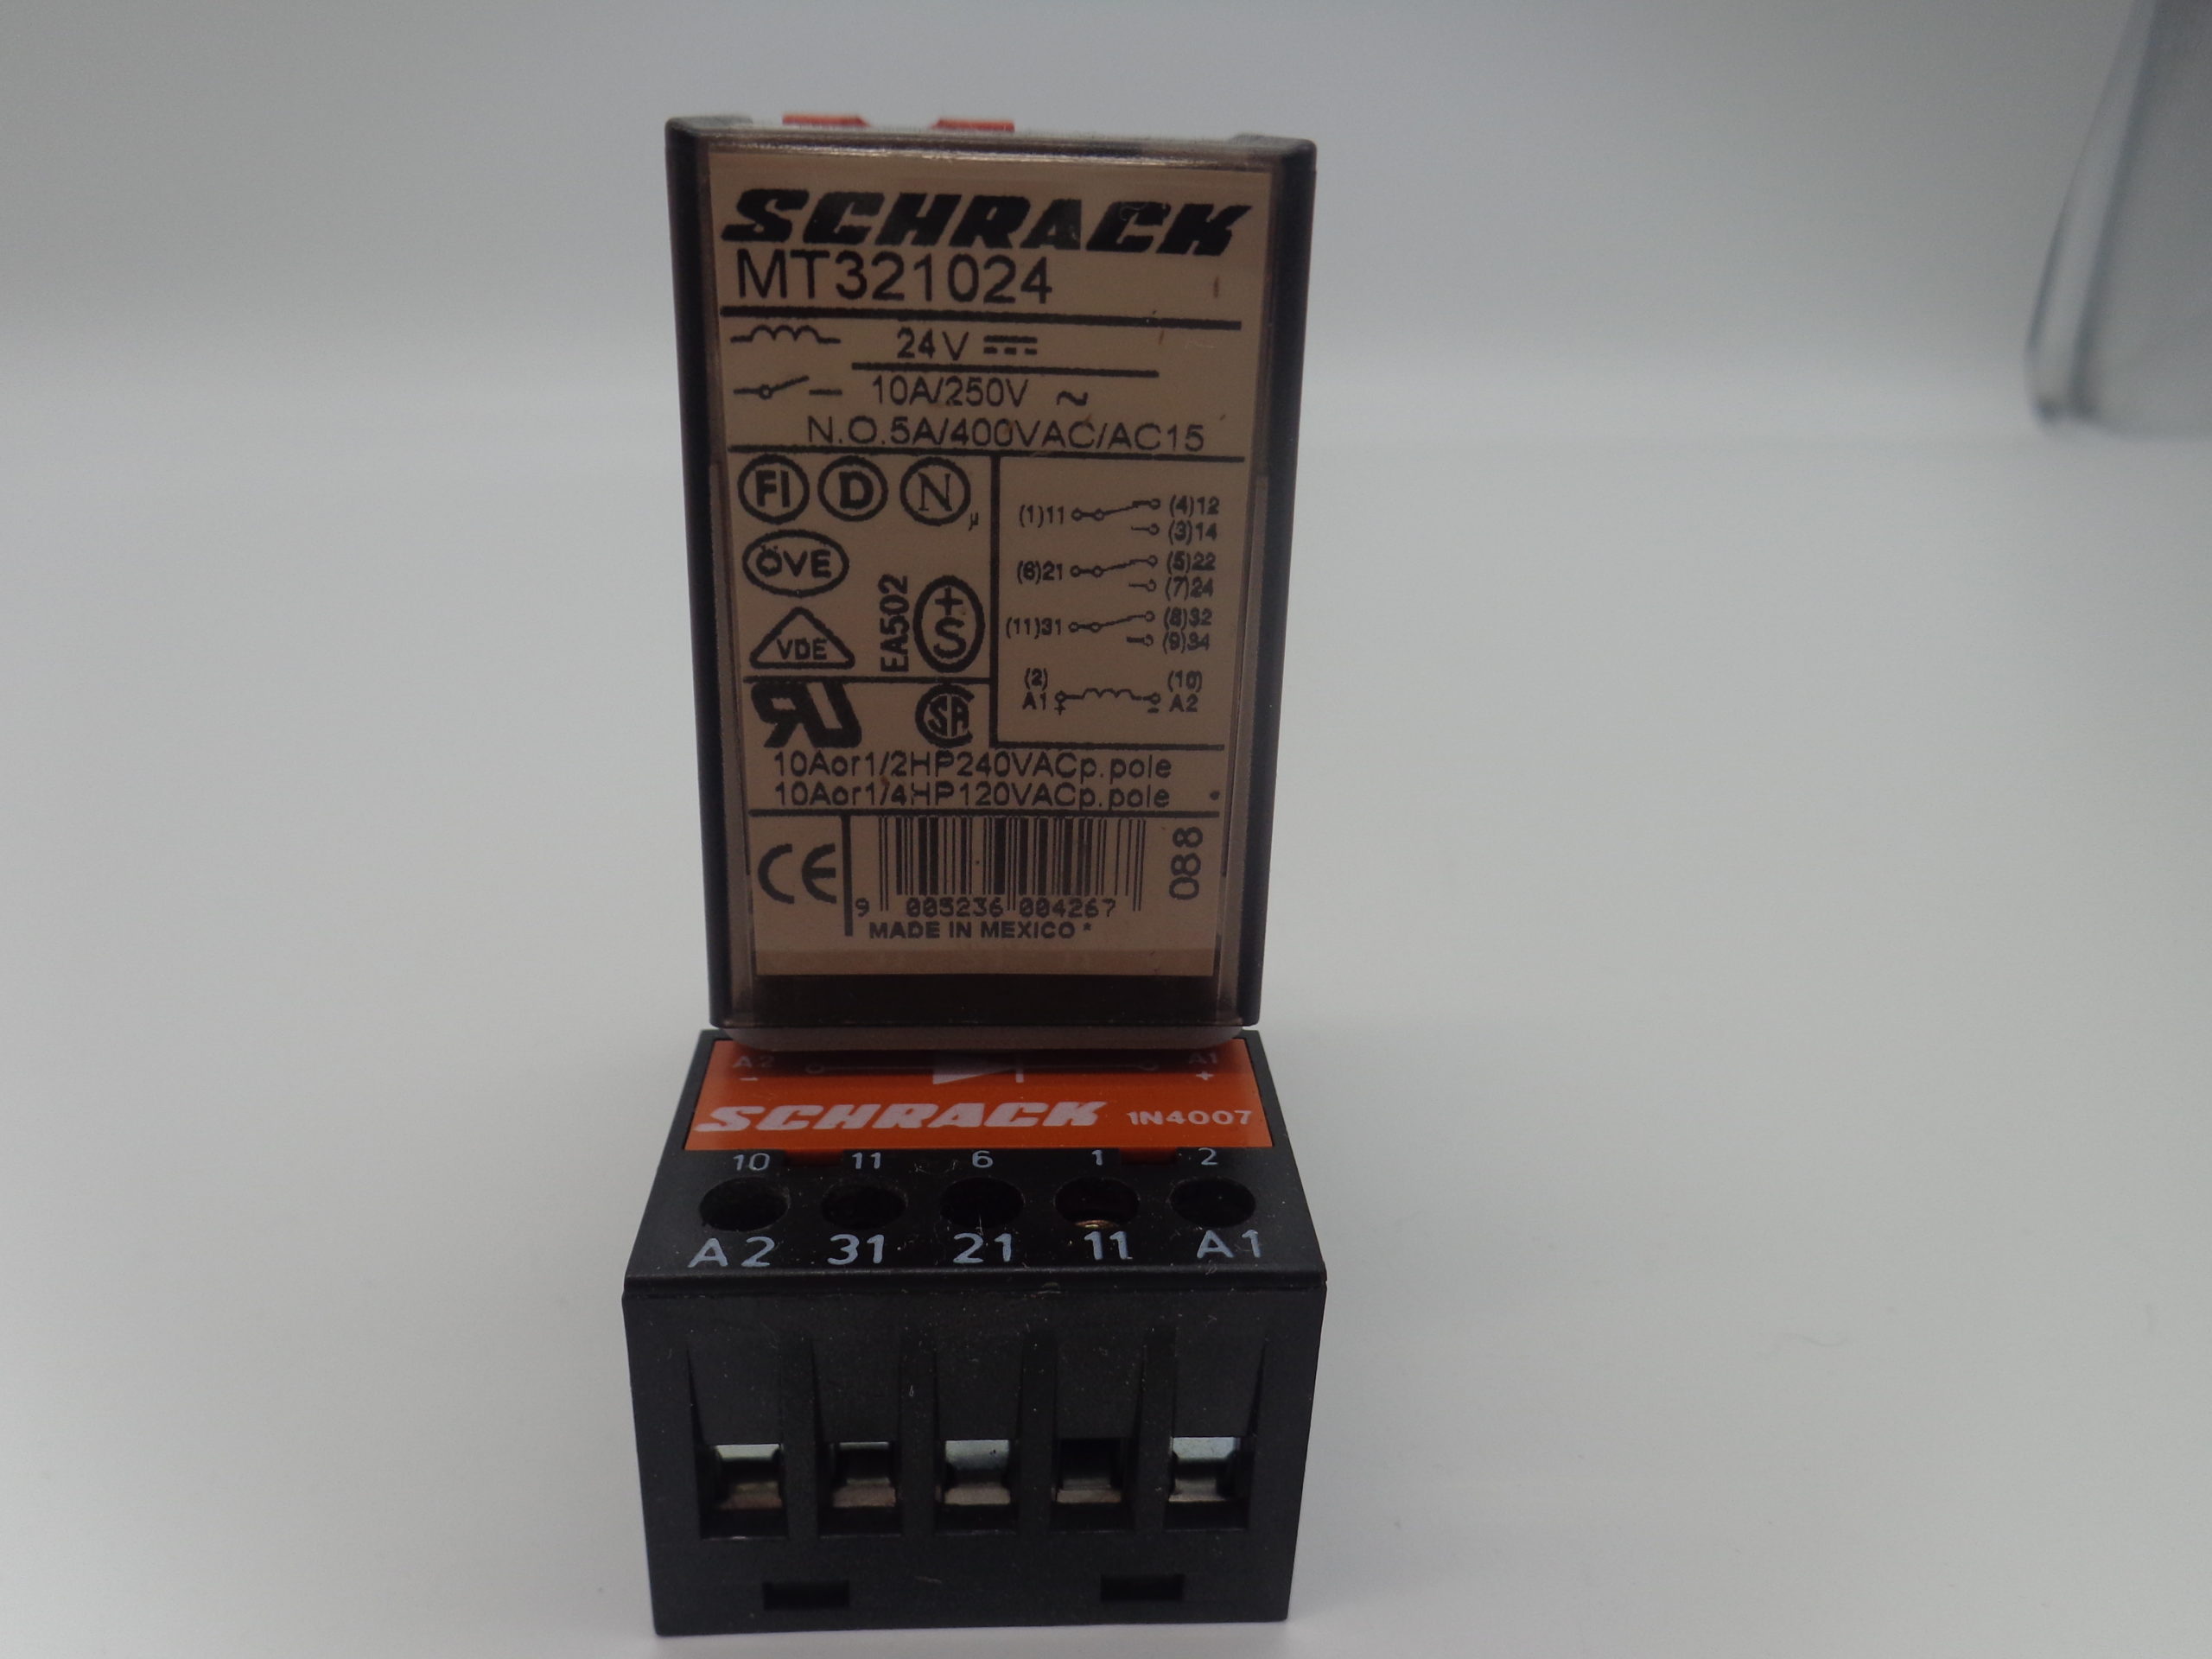 SCHRACK
MT321024
24V
10A/250V ~
N.O.5A/400VAC/AC15
FI D N
µ
ÖVE
VDE
EA502
+S
(1)11 (4)12
(3)14
(6)21 (5)22
(7)24
(11)31 (8)32
(9)34
(2) (10)
A1 + - A2
RU CSA
10Aor1/2HP240VACp.pole
10Aor1/4HP120VACp.pole
CE
088
9 005236 004267
MADE IN MEXICO *
A2 A1
- +
SCHRACK 1N4007
10 11 6 1 2
A2 31 21 11 A1